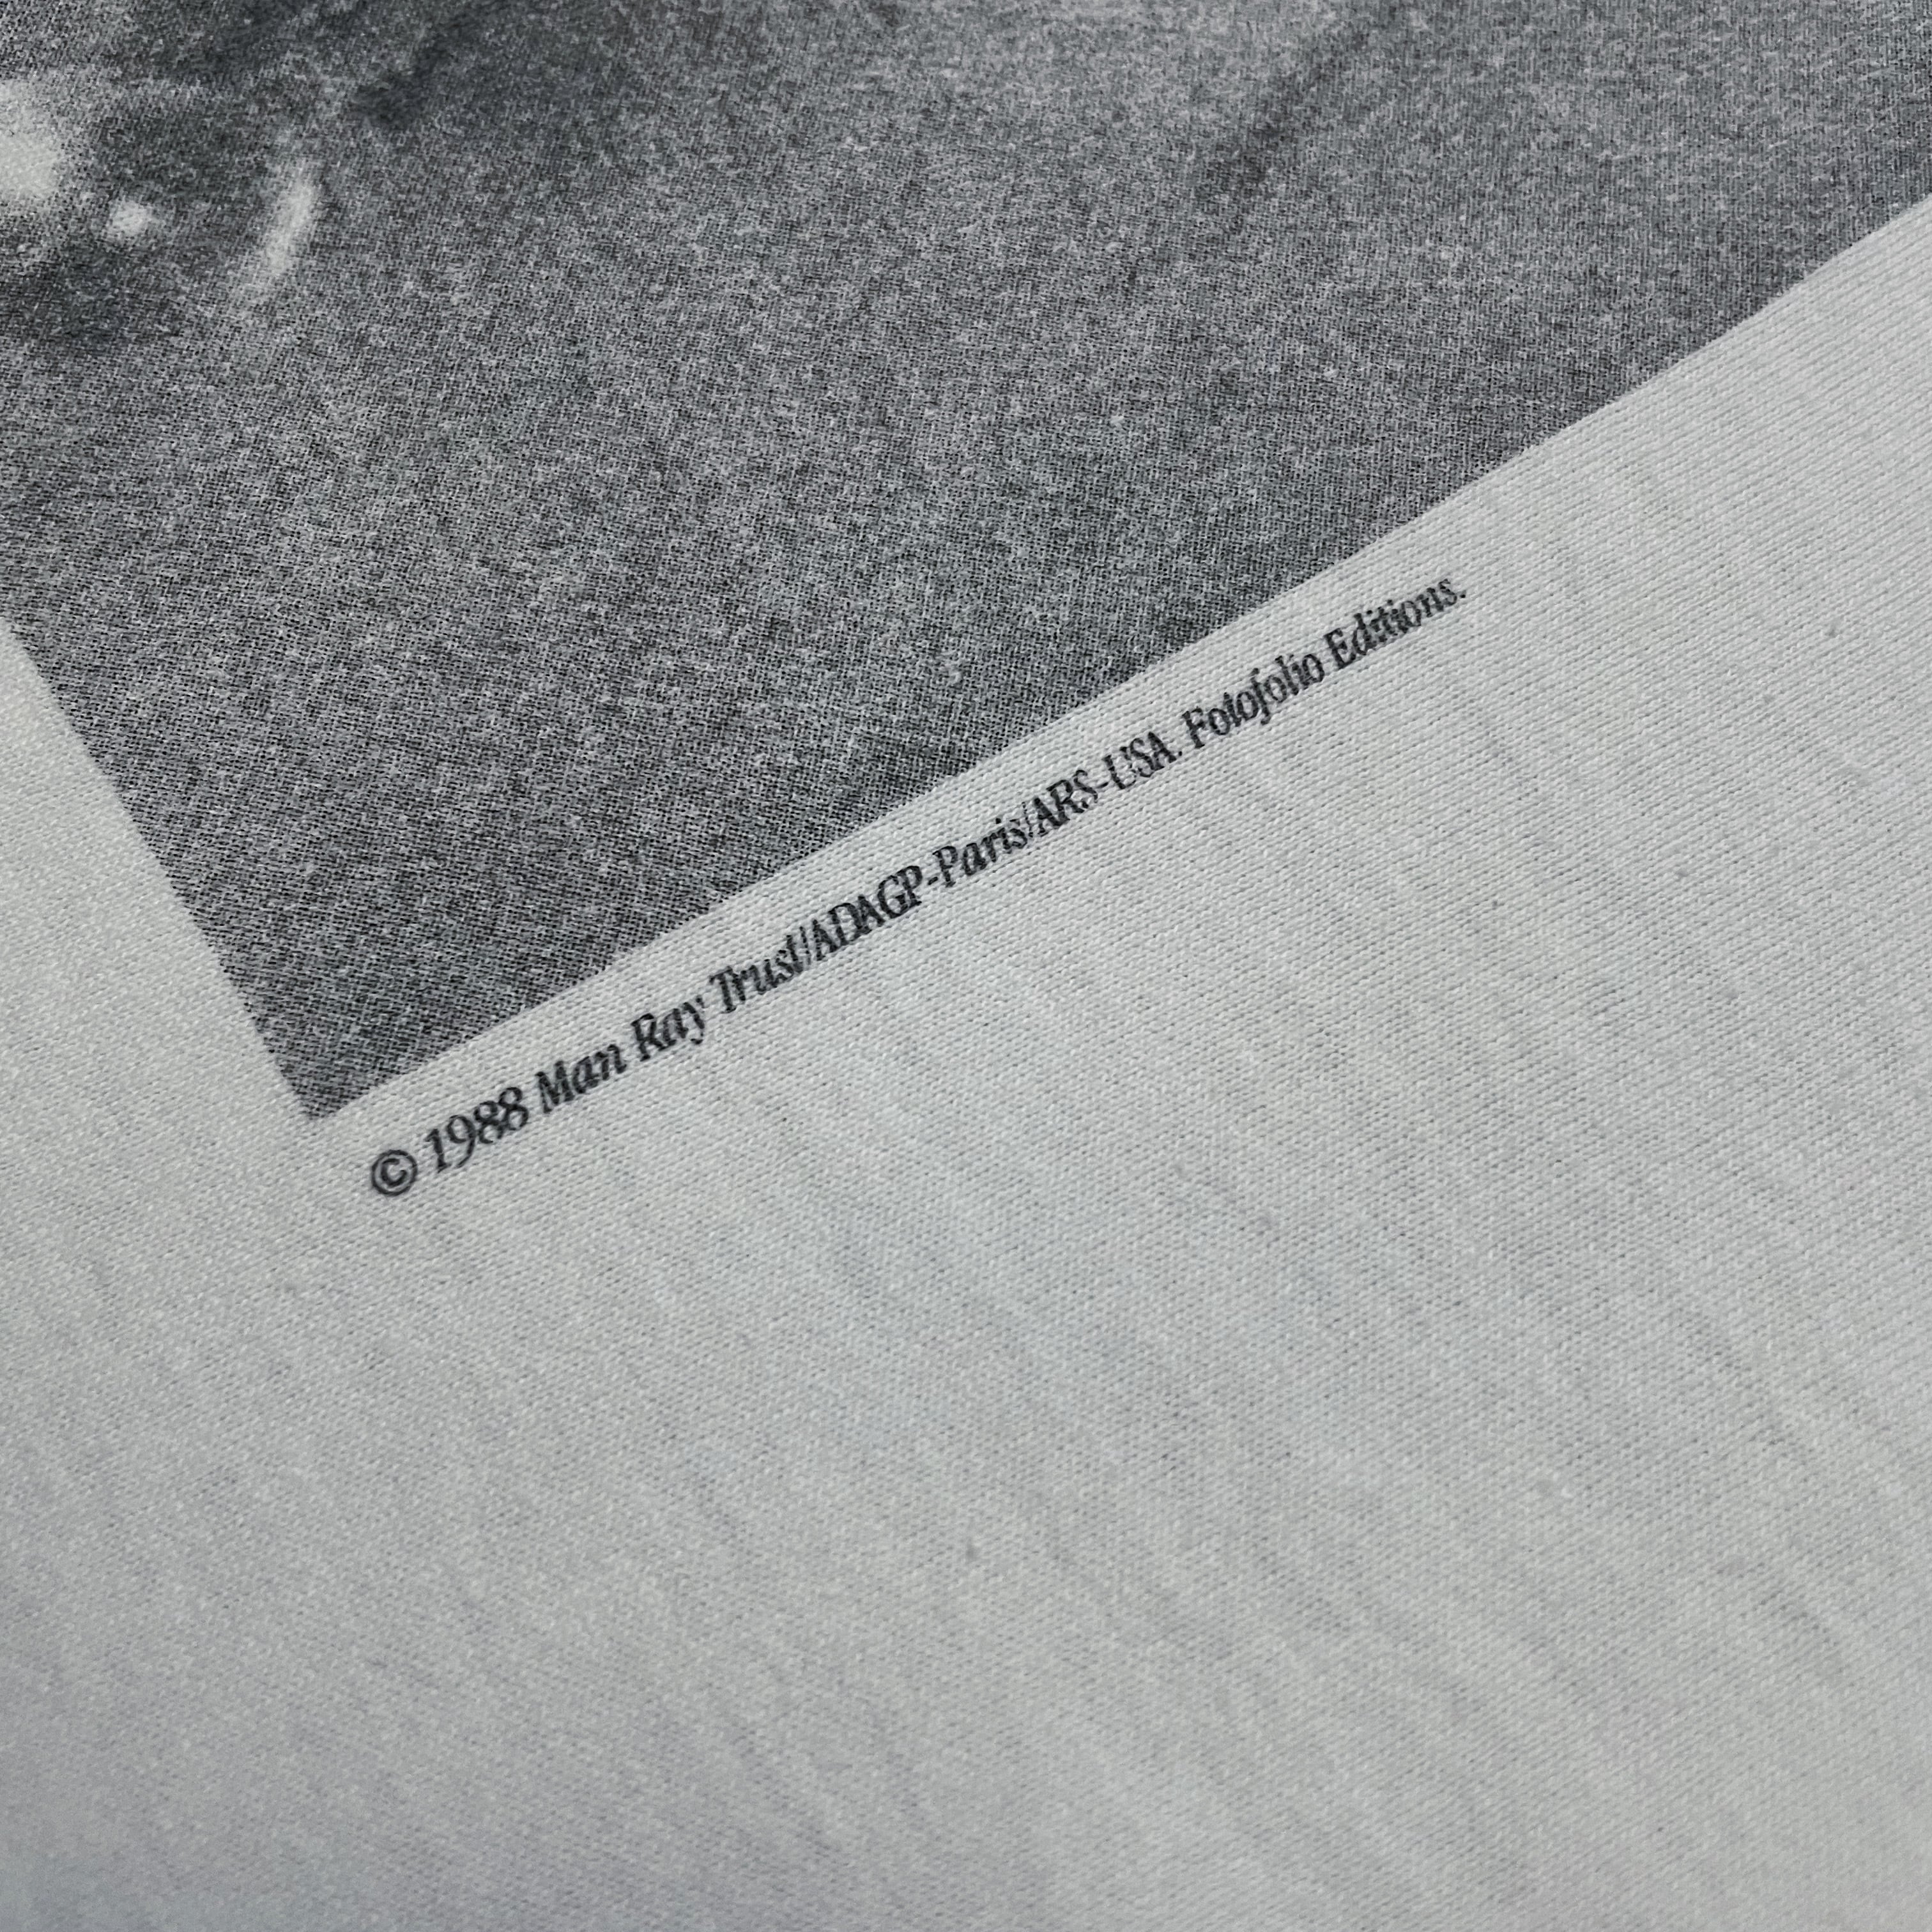 © 1988 Man Ray Trust/ADAGP-Paris/ARS-USA. Fotofolio Editions.